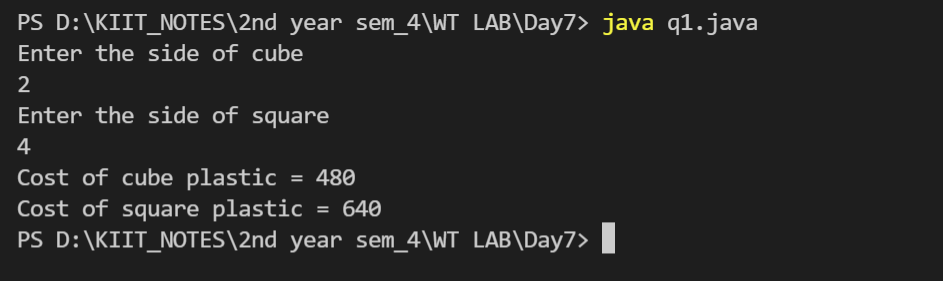 PS D:\KIIT_NOTES\2nd year sem_4\WT LAB\Day7> java q1.java
Enter the side of cube
2
Enter the side of square
4
Cost of cube plastic = 480
Cost of square plastic = 640
PS D:\KIIT_NOTES\2nd year sem_4\WT LAB\Day7>